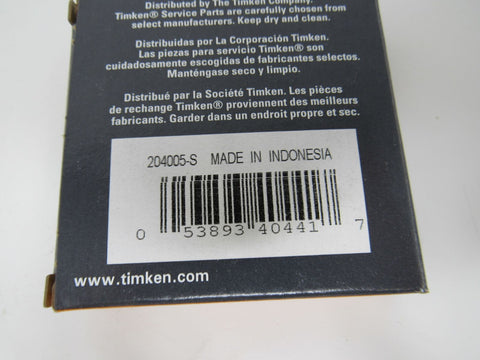 Distributed by The Timken Company.
Timken® Service Parts are carefully chosen from
select manufacturers. Keep dry and clean.
Distribuidas por La Corporación Timken.
Las piezas para servicio Timken® son
cuidadosamente escogidas de fabricantes selectos.
Manténgase seco y limpio.
Distribué par la Société Timken. Les pièces
de rechange Timken® proviennent des meilleurs
fabricants. Garder dans un endroit propre et sec.
204005-S MADE IN INDONESIA
0 53893 40441 7
www.timken.com